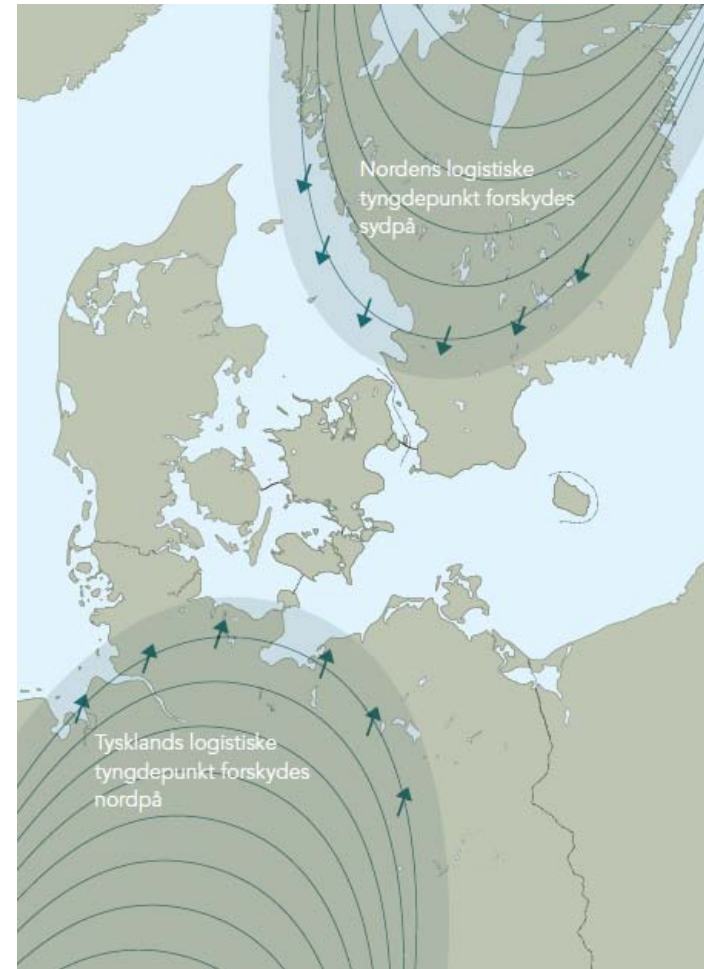 Nordens logistiske
tyngdepunkt forskydes
sydpå
Tysklands logistiske
tyngdepunkt forskydes
nordpå